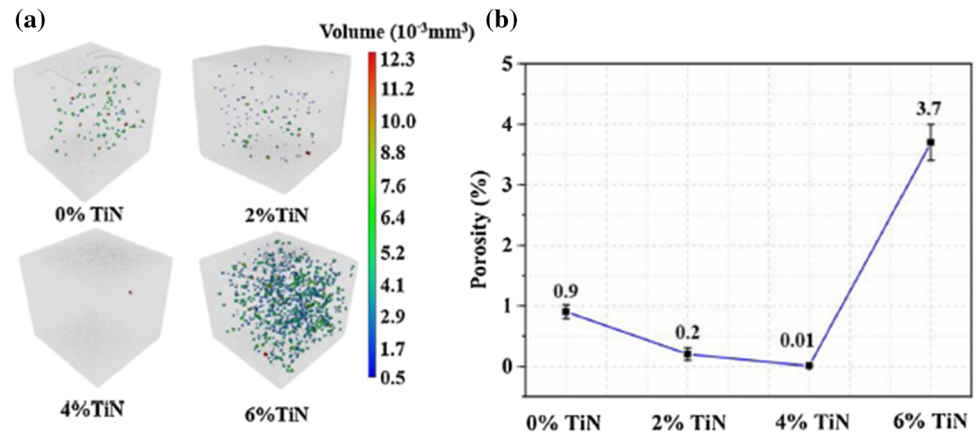 (a)
Volume (10⁻³mm³)
12.3
11.2
10.0
8.8
7.6
6.4
5.2
4.1
2.9
1.7
0.5
0% TiN
2%TiN
4%TiN
6%TiN
(b)
Porosity (%)
5
4
3
2
1
0
0.9
0.2
0.01
3.7
0% TiN
2% TiN
4% TiN
6% TiN